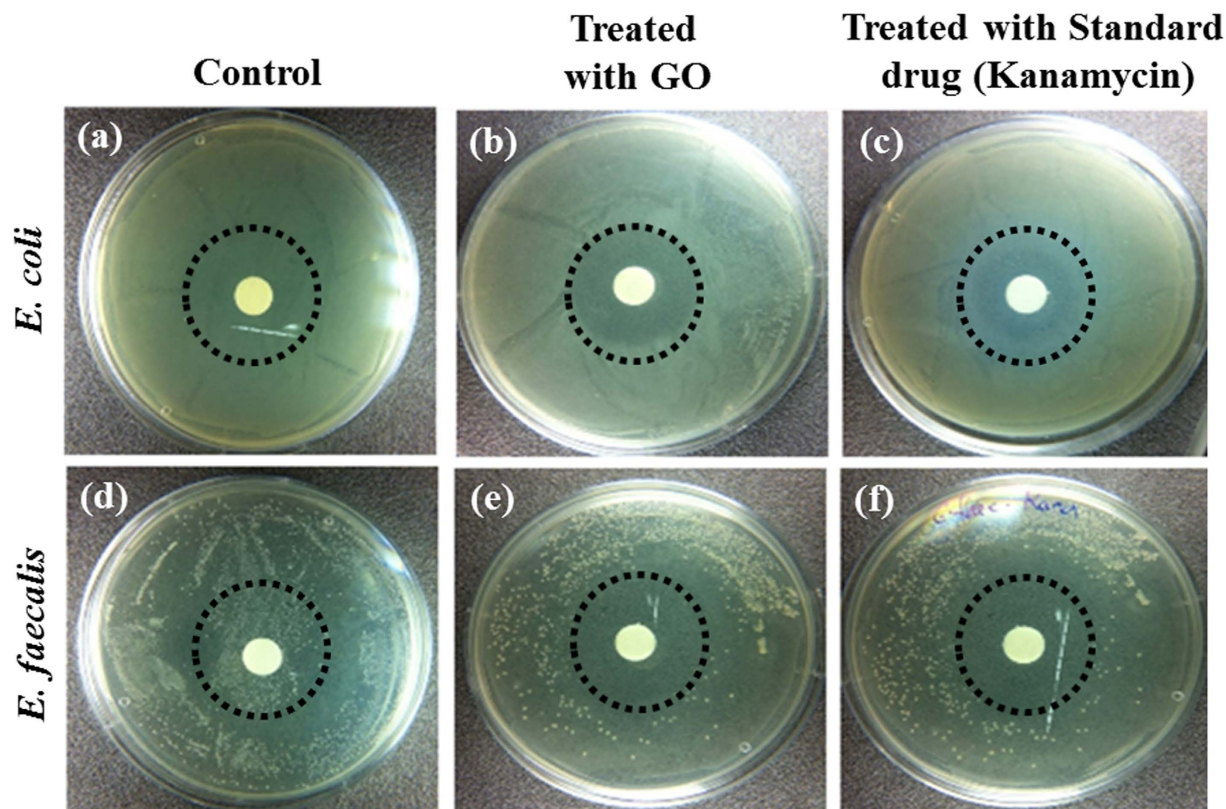 Control
Treated
with GO
Treated with Standard
drug (Kanamycin)
E. coli
(a)
(b)
(c)
E. faecalis
(d)
(e)
(f)